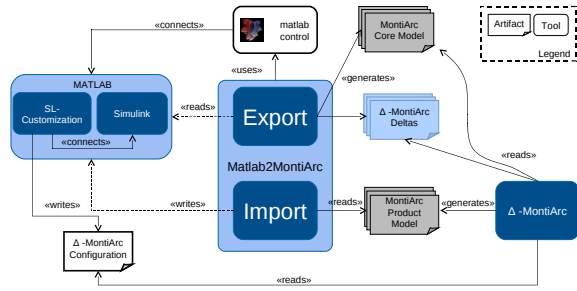 «connects»
matlab
control
MontiArc
Core Model
Artifact
Tool
Legend
«uses»
«generates»
MATLAB
SL-
Customization
Simulink
«connects»
«reads»
Export
Δ -MontiArc
Deltas
«reads»
Matlab2MontiArc
«writes»
«writes»
Import
«reads»
MontiArc
Product
Model
«generates»
Δ -MontiArc
Δ -MontiArc
Configuration
«reads»